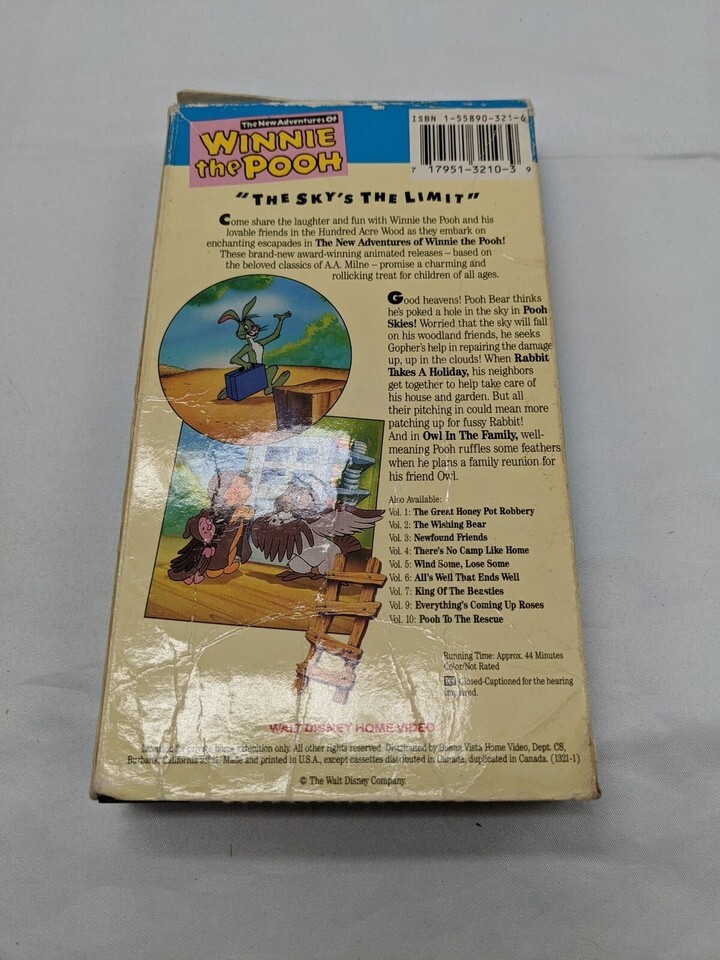 The New Adventures Of
WINNIE
the POOH
ISBN 1-55890-321-6
7 17951-3210-3 9
"THE SKY'S THE LIMIT"
Come share the laughter and fun with Winnie the Pooh and his
lovable friends in the Hundred Acre Wood as they embark on
enchanting escapades in The New Adventures of Winnie the Pooh!
These brand-new award-winning animated releases – based on
the beloved classics of A.A. Milne – promise a charming and
rollicking treat for children of all ages.
Good heavens! Pooh Bear thinks
he's poked a hole in the sky in Pooh
Skies! Worried that the sky will fall
on his woodland friends, he seeks
Gopher's help in repairing the damage
up, up in the clouds! When Rabbit
Takes A Holiday, his neighbors
get together to help take care of
his house and garden. But all
their pitching in could mean more
patching up for fussy Rabbit!
And in Owl In The Family, well-
meaning Pooh ruffles some feathers
when he plans a family reunion for
his friend Owl.
Also Available:
Vol. 1: The Great Honey Pot Robbery
Vol. 2: The Wishing Bear
Vol. 3: Newfound Friends
Vol. 4: There's No Camp Like Home
Vol. 5: Wind Some, Lose Some
Vol. 6: All's Well That Ends Well
Vol. 7: King Of The Beasties
Vol. 9: Everything's Coming Up Roses
Vol. 10: Pooh To The Rescue
Running Time: Approx. 44 Minutes
Color/Not Rated
CC Closed-Captioned for the hearing
impaired.
WALT DISNEY HOME VIDEO
Licensed for private home exhibition only. All other rights reserved. Distributed by Buena Vista Home Video, Dept. CS,
Burbank, California Made and printed in U.S.A., except cassettes distributed in Canada, duplicated in Canada. (1321-1)
© The Walt Disney Company.